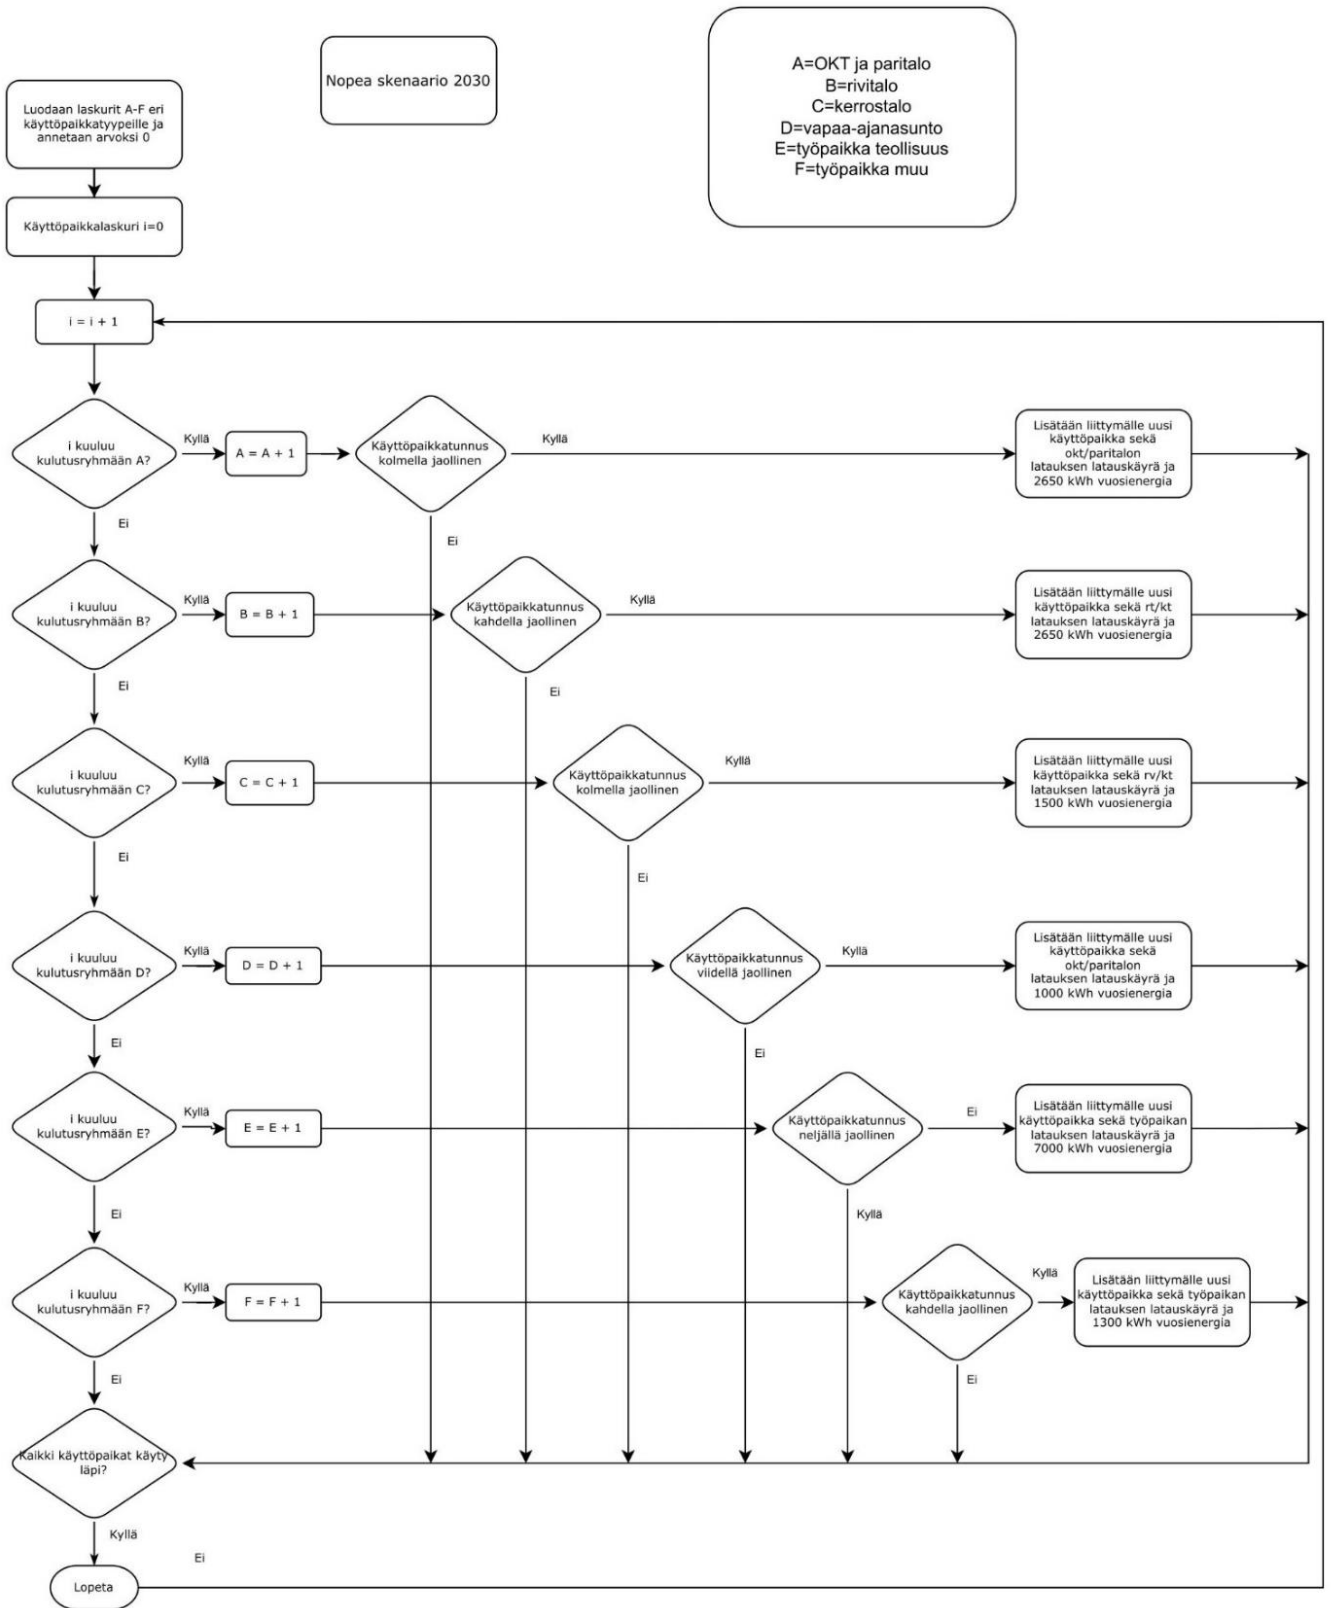 Nopea skenaario 2030
A=OKT ja paritalo
B=rivitalo
C=kerrostalo
D=vapaa-ajanasunto
E=työpaikka teollisuus
F=työpaikka muu
Luodaan laskurit A-F eri
käyttöpaikkatyypeille ja
annetaan arvoksi 0
Käyttöpaikkalaskuri i=0
i = i + 1
i kuuluu
kulutusryhmään A?
Kyllä
A = A + 1
Käyttöpaikkatunnus
kolmella jaollinen
Kyllä
Lisätään liittymälle uusi
käyttöpaikka sekä
okt/paritalon
latauksen latauskäyrä ja
2650 kWh vuosienergia
Ei
Ei
i kuuluu
kulutusryhmään B?
Kyllä
B = B + 1
Käyttöpaikkatunnus
kahdella jaollinen
Kyllä
Lisätään liittymälle uusi
käyttöpaikka sekä rt/kt
latauksen latauskäyrä ja
2650 kWh vuosienergia
Ei
Ei
i kuuluu
kulutusryhmään C?
Kyllä
C = C + 1
Käyttöpaikkatunnus
kolmella jaollinen
Kyllä
Lisätään liittymälle uusi
käyttöpaikka sekä rv/kt
latauksen latauskäyrä ja
1500 kWh vuosienergia
Ei
Ei
i kuuluu
kulutusryhmään D?
Kyllä
D = D + 1
Käyttöpaikkatunnus
viidellä jaollinen
Kyllä
Lisätään liittymälle uusi
käyttöpaikka sekä
okt/paritalon
latauksen latauskäyrä ja
1000 kWh vuosienergia
Ei
Ei
i kuuluu
kulutusryhmään E?
Kyllä
E = E + 1
Käyttöpaikkatunnus
neljällä jaollinen
Ei
Lisätään liittymälle uusi
käyttöpaikka sekä työpaikan
latauksen latauskäyrä ja
7000 kWh vuosienergia
Ei
Kyllä
i kuuluu
kulutusryhmään F?
Kyllä
F = F + 1
Käyttöpaikkatunnus
kahdella jaollinen
Kyllä
Lisätään liittymälle uusi
käyttöpaikka sekä työpaikan
latauksen latauskäyrä ja
1300 kWh vuosienergia
Ei
Ei
Kaikki käyttöpaikat käyty
läpi?
Kyllä
Ei
Lopeta